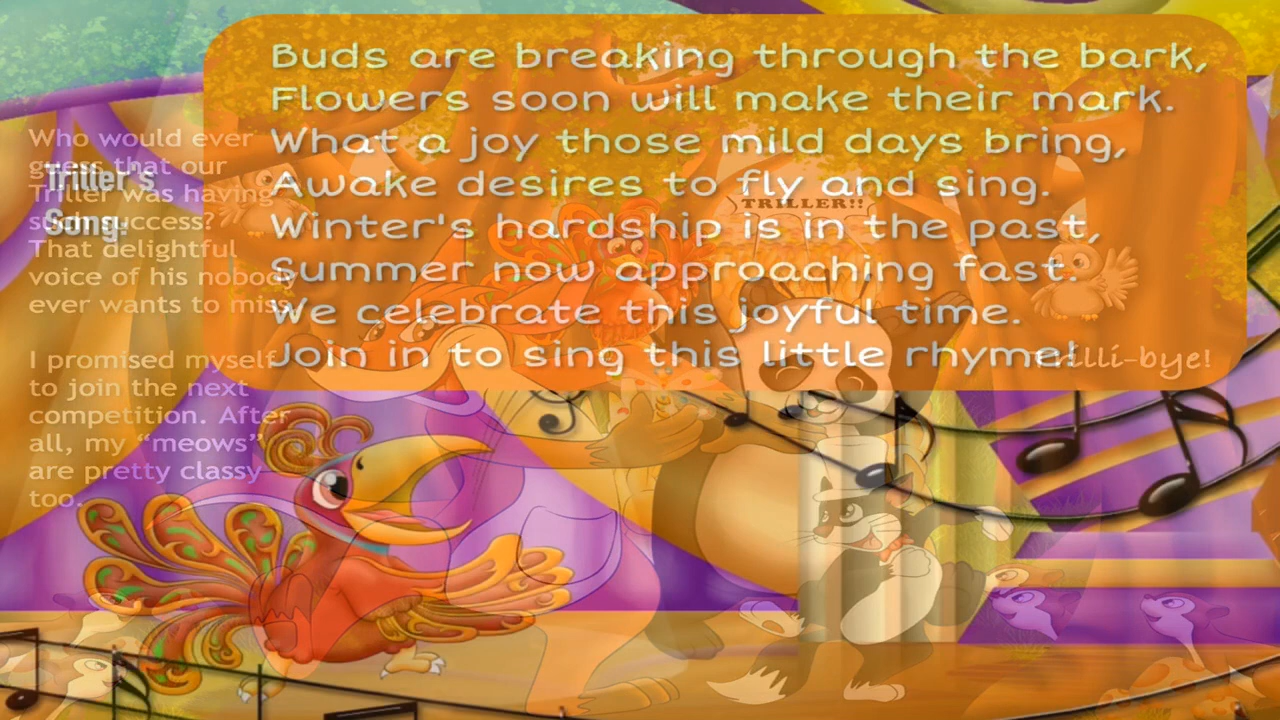 Buds are breaking through the bark,
Flowers soon will make their mark.
What a joy those mild days bring,
Awake desires to fly and sing.
Winter's hardship is in the past,
Summer now approaching fast.
We celebrate this joyful time.
Join in to sing this little rhyme!
Triller's
Song:
Who would ever
guess that our
Triller was having
such success?
That delightful
voice of his nobody
ever wants to miss.
I promised myself
to join the next
competition. After
all, my “meows”
are pretty classy
too.
TRILLER!!
Trilli-bye!